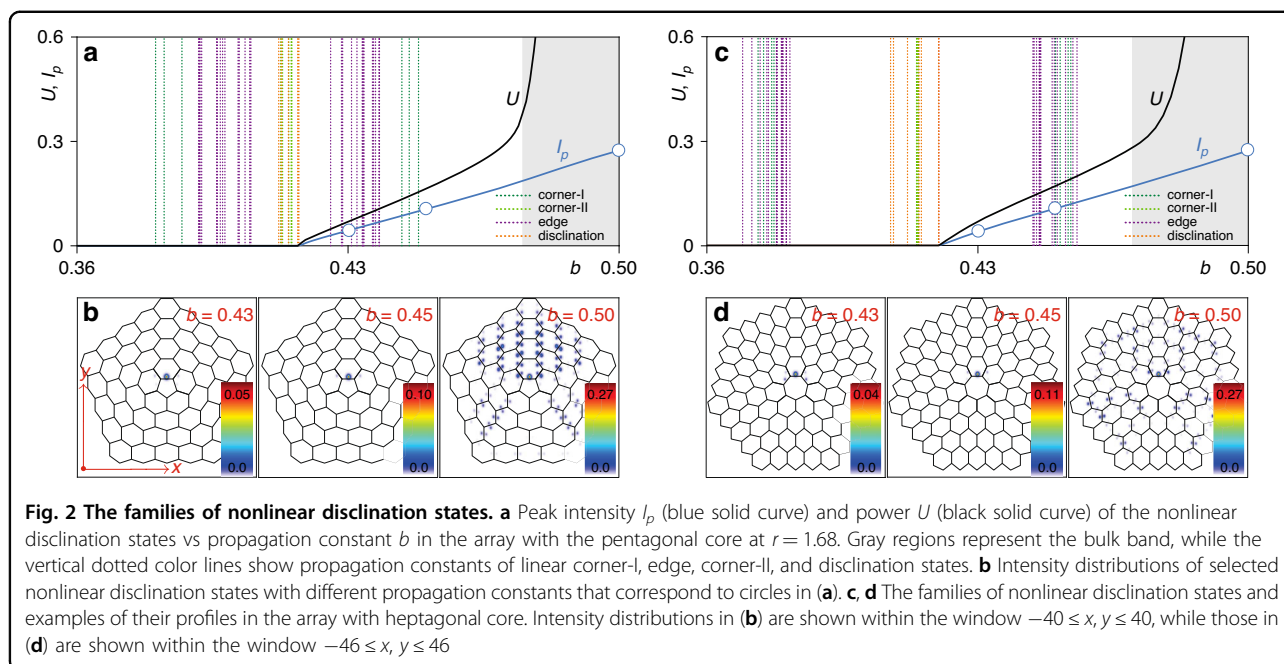 a
0.6
U, Ip
0.3
0
U
Ip
corner-I
corner-II
edge
disclination
0.36
0.43
b
0.50
c
0.6
U, Ip
0.3
0
U
Ip
corner-I
corner-II
edge
disclination
0.36
0.43
b
0.50
b
b = 0.43
y
x
0.05
0.0
b = 0.45
0.10
0.0
b = 0.50
0.27
0.0
d
b = 0.43
0.04
0.0
b = 0.45
0.11
0.0
b = 0.50
0.27
0.0
Fig. 2 The families of nonlinear disclination states. a Peak intensity Ip (blue solid curve) and power U (black solid curve) of the nonlinear
disclination states vs propagation constant b in the array with the pentagonal core at r = 1.68. Gray regions represent the bulk band, while the
vertical dotted color lines show propagation constants of linear corner-I, edge, corner-II, and disclination states. b Intensity distributions of selected
nonlinear disclination states with different propagation constants that correspond to circles in (a). c, d The families of nonlinear disclination states and
examples of their profiles in the array with heptagonal core. Intensity distributions in (b) are shown within the window −40 ≤ x, y ≤ 40, while those in
(d) are shown within the window −46 ≤ x, y ≤ 46